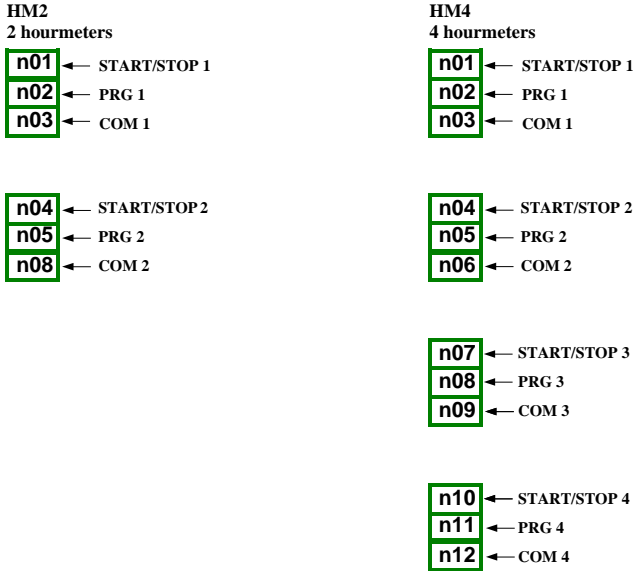 HM2
2 hourmeters
n01 START/STOP 1
n02 PRG 1
n03 COM 1
n04 START/STOP 2
n05 PRG 2
n08 COM 2
HM4
4 hourmeters
n01 START/STOP 1
n02 PRG 1
n03 COM 1
n04 START/STOP 2
n05 PRG 2
n06 COM 2
n07 START/STOP 3
n08 PRG 3
n09 COM 3
n10 START/STOP 4
n11 PRG 4
n12 COM 4